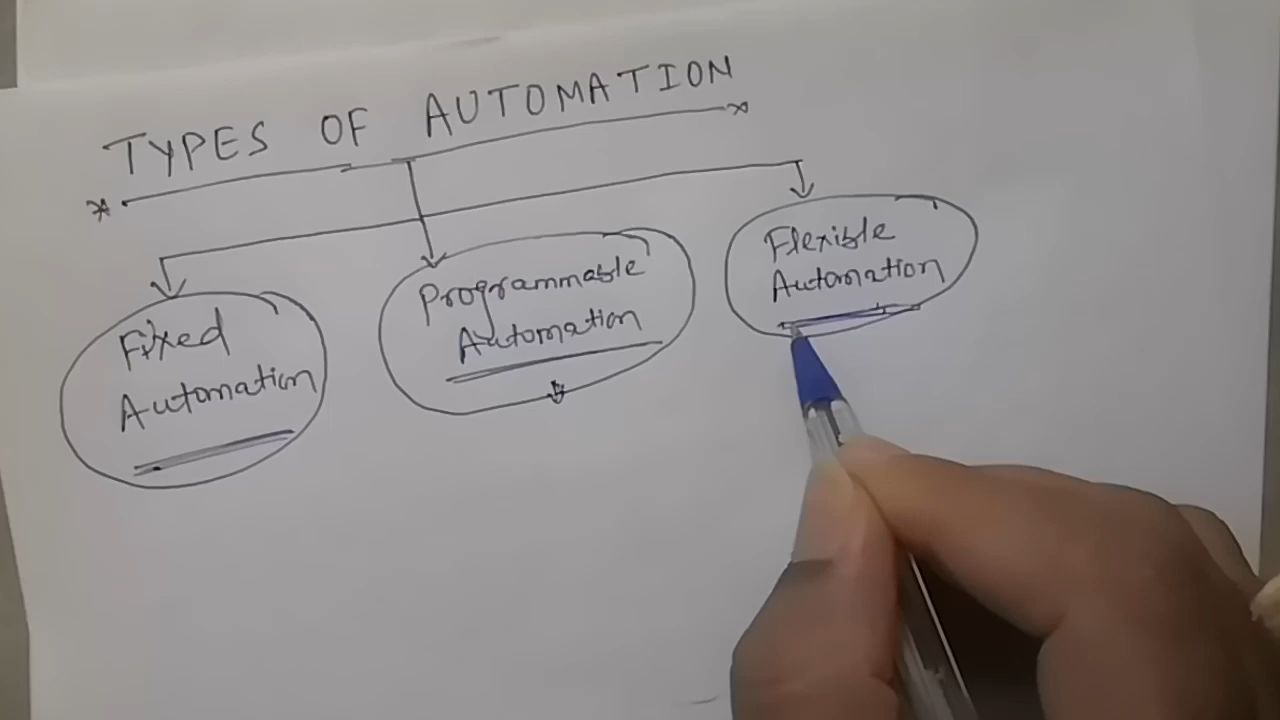 TYPES OF AUTOMATION
Fixed
Automation
Programmable
Automation
Flexible
Automation